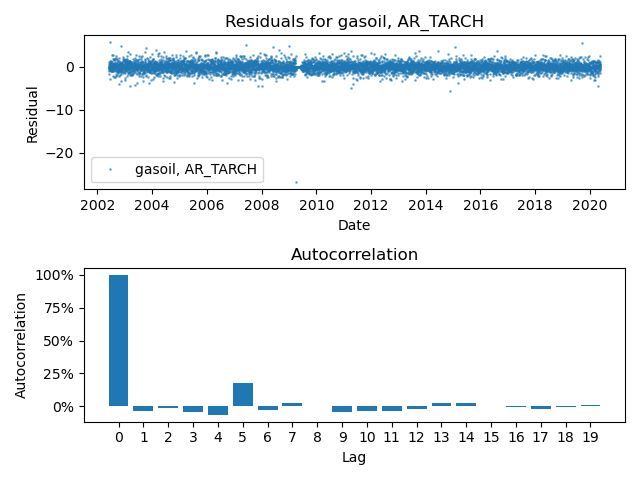 Residuals for gasoil, AR_TARCH
0
−10
−20
Residual
gasoil, AR_TARCH
2002 2004 2006 2008 2010 2012 2014 2016 2018 2020
Date
Autocorrelation
100%
75%
50%
25%
0%
Autocorrelation
0 1 2 3 4 5 6 7 8 9 10 11 12 13 14 15 16 17 18 19
Lag